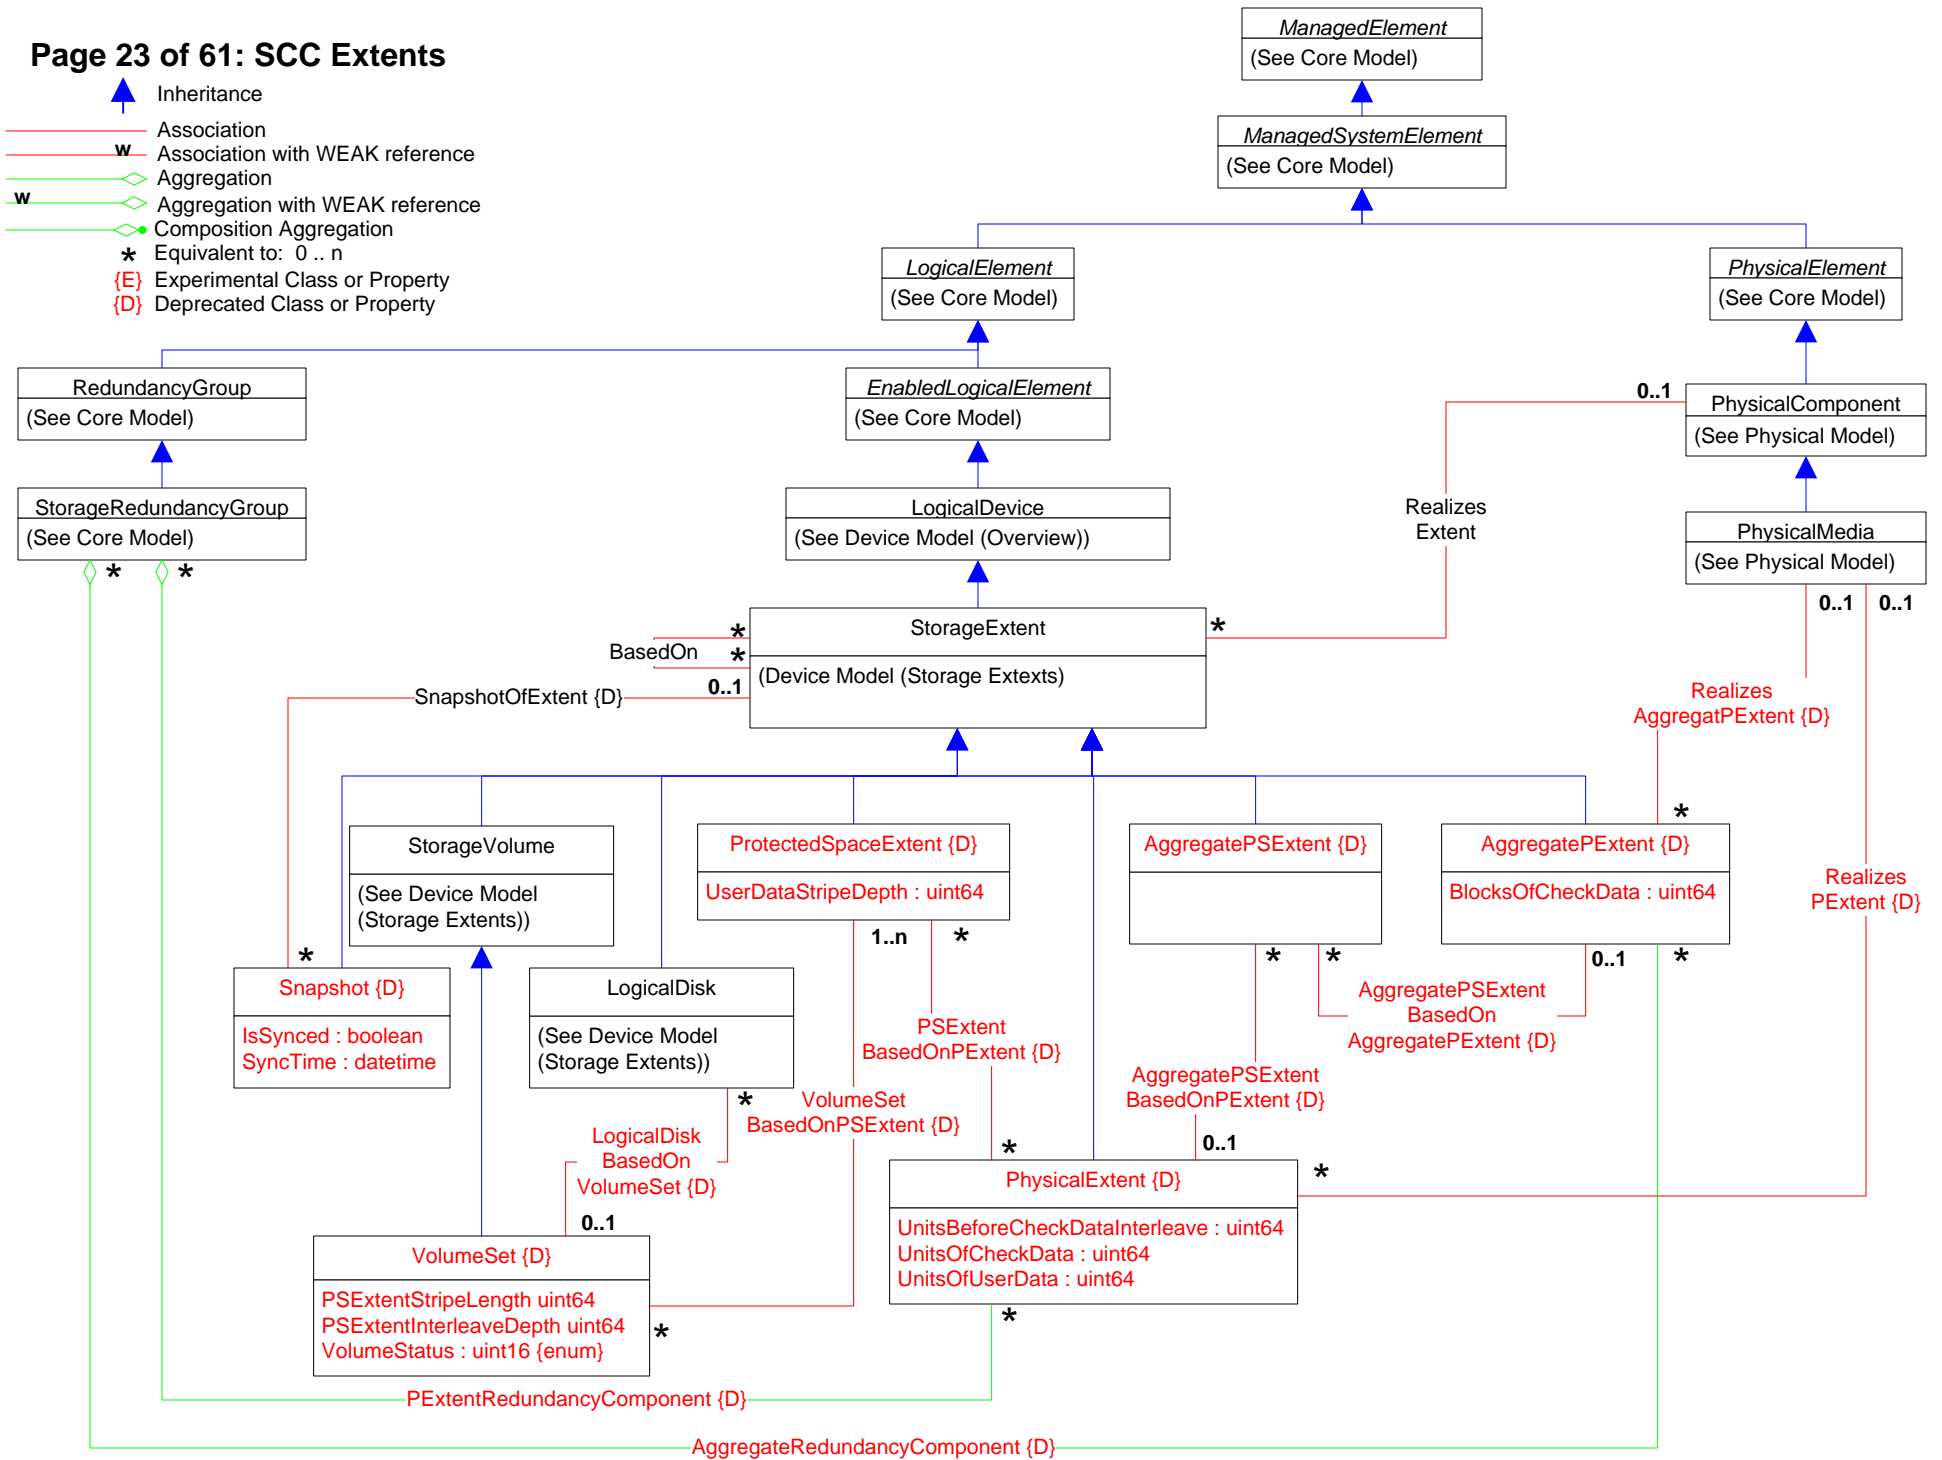 Page 23 of 61: SCC Extents
Inheritance
Association
w
Association with WEAK reference
Aggregation
w
Aggregation with WEAK reference
Composition Aggregation
* Equivalent to: 0 .. n
{E} Experimental Class or Property
{D} Deprecated Class or Property
ManagedElement
(See Core Model)
ManagedSystemElement
(See Core Model)
LogicalElement
(See Core Model)
PhysicalElement
(See Core Model)
RedundancyGroup
(See Core Model)
EnabledLogicalElement
(See Core Model)
0..1
PhysicalComponent
(See Physical Model)
StorageRedundancyGroup
(See Core Model)
* *
LogicalDevice
(See Device Model (Overview))
Realizes
Extent
PhysicalMedia
(See Physical Model)
0..1 0..1
StorageExtent
(Device Model (Storage Extexts)
*
*
BasedOn
*
0..1
SnapshotOfExtent {D}
Realizes
AggregatPExtent {D}
*
StorageVolume
(See Device Model
(Storage Extents))
ProtectedSpaceExtent {D}
UserDataStripeDepth : uint64
1..n *
AggregatePSExtent {D}
* *
AggregatePExtent {D}
BlocksOfCheckData : uint64
0..1 *
Realizes
PExtent {D}
*
Snapshot {D}
IsSynced : boolean
SyncTime : datetime
LogicalDisk
(See Device Model
(Storage Extents))
*
PSExtent
BasedOnPExtent {D}
*
AggregatePSExtent
BasedOn
AggregatePExtent {D}
AggregatePSExtent
BasedOnPExtent {D}
0..1
VolumeSet
BasedOnPSExtent {D}
LogicalDisk
BasedOn
VolumeSet {D}
0..1
PhysicalExtent {D}
UnitsBeforeCheckDataInterleave : uint64
UnitsOfCheckData : uint64
UnitsOfUserData : uint64
*
*
VolumeSet {D}
PSExtentStripeLength uint64
PSExtentInterleaveDepth uint64
VolumeStatus : uint16 {enum}
*
PExtentRedundancyComponent {D}
AggregateRedundancyComponent {D}